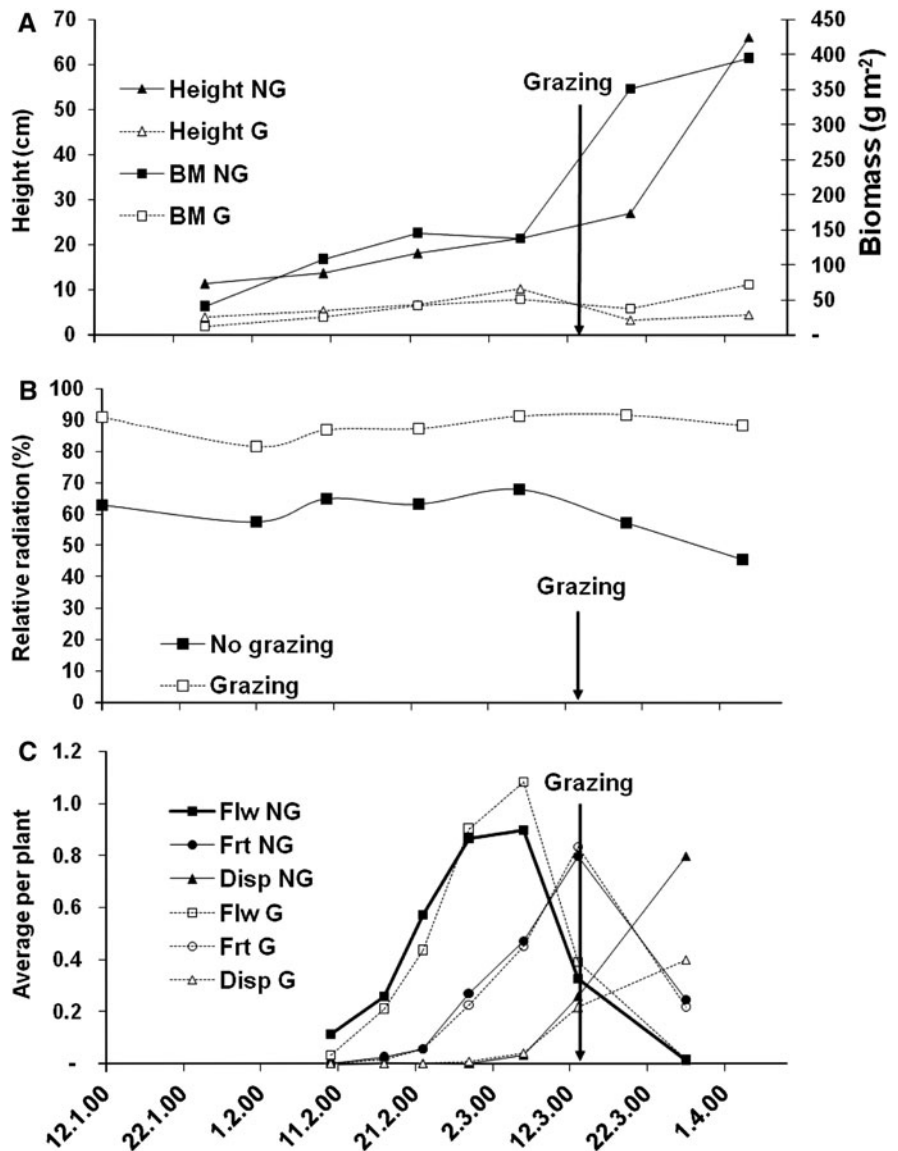 A
70
60
50
40
30
20
10
0
Height (cm)
Height NG
Height G
BM NG
BM G
Grazing
450
400
350
300
250
200
150
100
50
-
Biomass (g m-2)
B
100
90
80
70
60
50
40
30
20
10
0
Relative radiation (%)
No grazing
Grazing
Grazing
C
1.2
1.0
0.8
0.6
0.4
0.2
-
Average per plant
Flw NG
Frt NG
Disp NG
Flw G
Frt G
Disp G
Grazing
12.1.00
22.1.00
1.2.00
11.2.00
21.2.00
2.3.00
12.3.00
22.3.00
1.4.00